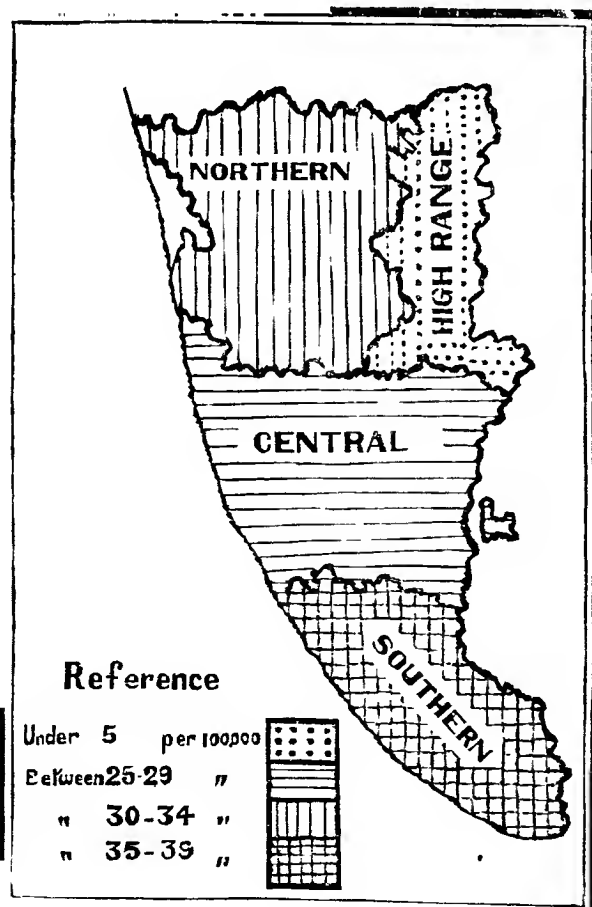 NORTHERN
HIGH RANGE
CENTRAL
SOUTHERN
Reference
Under 5 per 100,000
Between 25-29 "
" 30-34 "
" 35-39 "